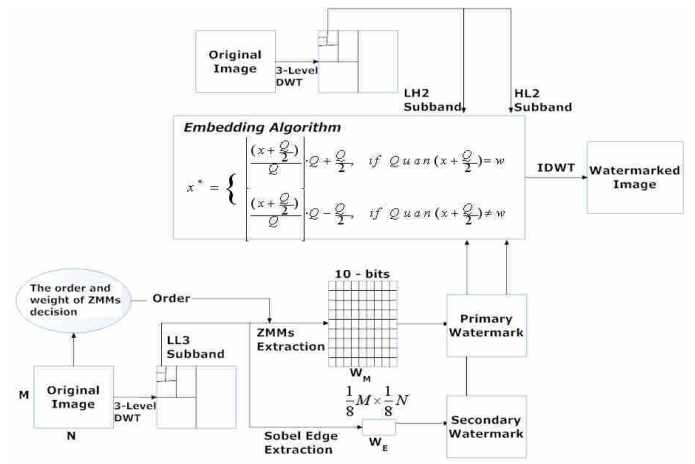 Original
Image
3-Level
DWT
LH2
Subband
HL2
Subband
Embedding Algorithm
x* = { ⌊(x + Q/2)/Q⌋·Q + Q/2, if Quan(x + Q/2) = w
⌊(x + Q/2)/Q⌋·Q − Q/2, if Quan(x + Q/2) ≠ w
IDWT
Watermarked
Image
10 - bits
The order and
weight of ZMMs
decision
Order
ZMMs
Extraction
Primary
Watermark
LL3
Subband
W_M
M
Original
Image
3-Level
DWT
N
1/8 M × 1/8 N
Sobel Edge
Extraction
W_E
Secondary
Watermark